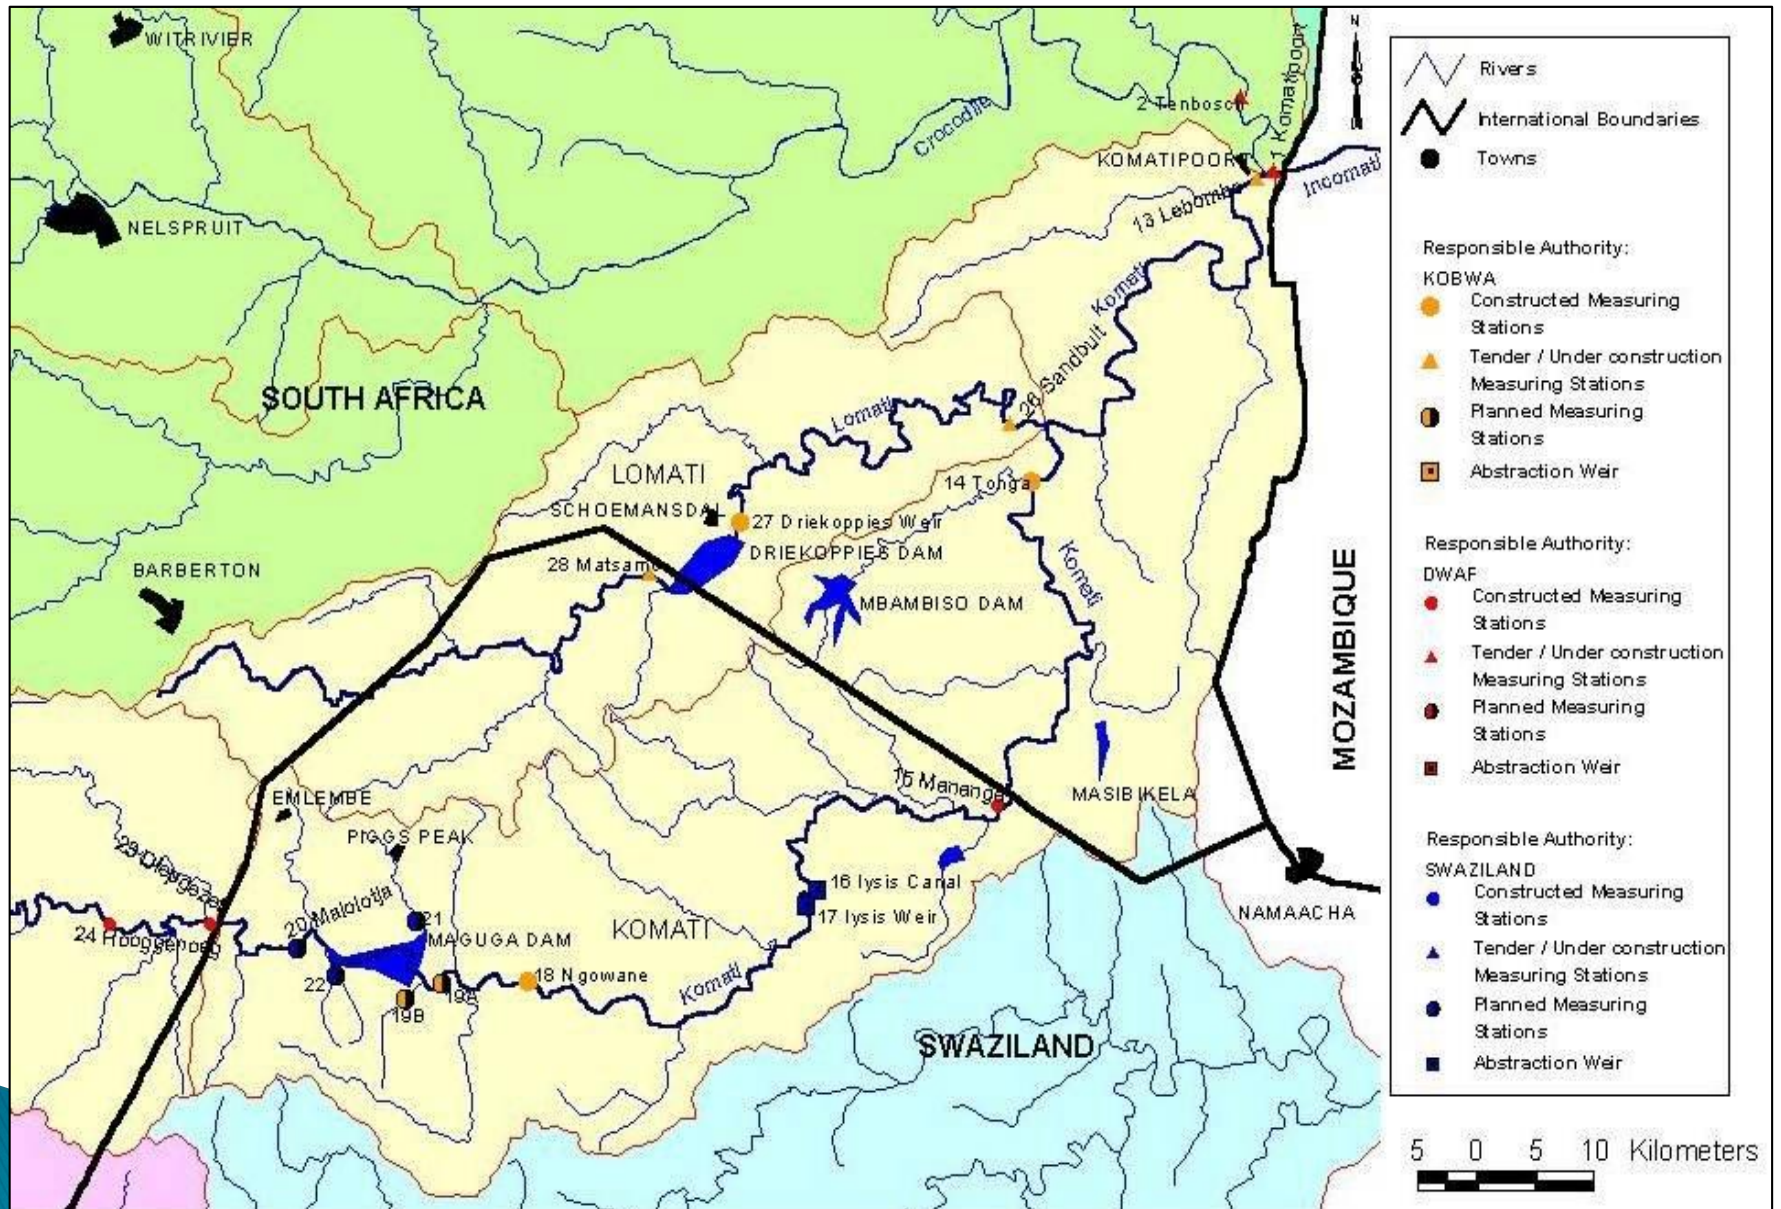 WITRIVIER
N
1 Komatipoort
2 Tenbosch
Crocodile
KOMATIPOORT
Incomati
13 Lebombo
NELSPRUIT
Komati
SOUTH AFRICA
26 Sandbult
Lomati
LOMATI
14 Tonga
SCHOEMANSDAL
27 Driekoppies Weir
DRIEKOPPIES DAM
28 Matsamo
Komati
BARBERTON
MBAMBISO DAM
MOZAMBIQUE
15 Mananga
MASIBIKELA
EMLEMBE
PIGGS PEAK
23 Diepgezet
16 Iysis Canal
17 Iysis Weir
20 Malolotja
21
24 Hooggenoeg
MAGUGA DAM
KOMATI
NAMAACHA
22
18 Ngowane
19A
19B
Komati
SWAZILAND
Rivers
International Boundaries
Towns
Responsible Authority:
KOBWA
Constructed Measuring
Stations
Tender / Under construction
Measuring Stations
Planned Measuring
Stations
Abstraction Weir
Responsible Authority:
DWAF
Constructed Measuring
Stations
Tender / Under construction
Measuring Stations
Planned Measuring
Stations
Abstraction Weir
Responsible Authority:
SWAZILAND
Constructed Measuring
Stations
Tender / Under construction
Measuring Stations
Planned Measuring
Stations
Abstraction Weir
5 0 5 10 Kilometers